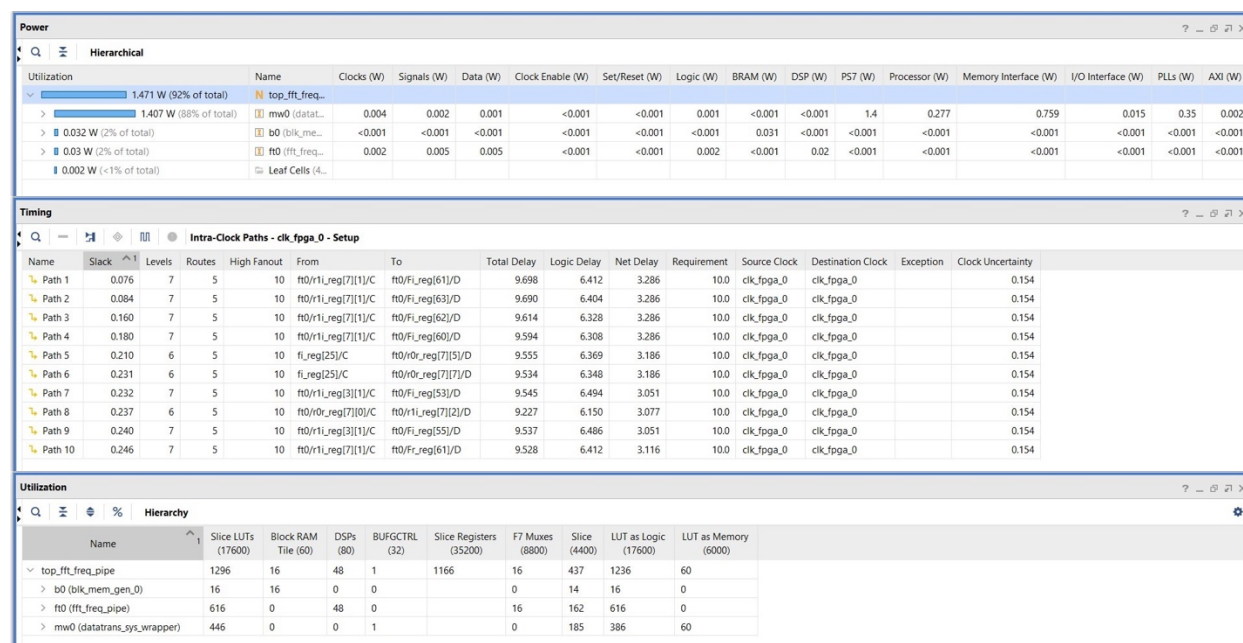 Power
Hierarchical
Utilization Name Clocks (W) Signals (W) Data (W) Clock Enable (W) Set/Reset (W) Logic (W) BRAM (W) DSP (W) PS7 (W) Processor (W) Memory Interface (W) I/O Interface (W) PLLs (W) AXI (W)
1.471 W (92% of total) N top_fft_freq...
1.407 W (88% of total) mw0 (datat... 0.004 0.002 0.001 <0.001 <0.001 0.001 <0.001 <0.001 1.4 0.277 0.759 0.015 0.35 0.002
0.032 W (2% of total) b0 (blk_me... <0.001 <0.001 <0.001 <0.001 <0.001 <0.001 0.031 <0.001 <0.001 <0.001 <0.001 <0.001 <0.001 <0.001
0.03 W (2% of total) ft0 (fft_freq... 0.002 0.005 0.005 <0.001 <0.001 0.002 <0.001 0.02 <0.001 <0.001 <0.001 <0.001 <0.001 <0.001
0.002 W (<1% of total) Leaf Cells (4...
Timing
Intra-Clock Paths - clk_fpga_0 - Setup
Name Slack 1 Levels Routes High Fanout From To Total Delay Logic Delay Net Delay Requirement Source Clock Destination Clock Exception Clock Uncertainty
Path 1 0.076 7 5 10 ft0/r1i_reg[7][1]/C ft0/Fi_reg[61]/D 9.698 6.412 3.286 10.0 clk_fpga_0 clk_fpga_0 0.154
Path 2 0.084 7 5 10 ft0/r1i_reg[7][1]/C ft0/Fi_reg[63]/D 9.690 6.404 3.286 10.0 clk_fpga_0 clk_fpga_0 0.154
Path 3 0.160 7 5 10 ft0/r1i_reg[7][1]/C ft0/Fi_reg[62]/D 9.614 6.328 3.286 10.0 clk_fpga_0 clk_fpga_0 0.154
Path 4 0.180 7 5 10 ft0/r1i_reg[7][1]/C ft0/Fi_reg[60]/D 9.594 6.308 3.286 10.0 clk_fpga_0 clk_fpga_0 0.154
Path 5 0.210 6 5 10 fi_reg[25]/C ft0/r0r_reg[7][5]/D 9.555 6.369 3.186 10.0 clk_fpga_0 clk_fpga_0 0.154
Path 6 0.231 6 5 10 fi_reg[25]/C ft0/r0r_reg[7][7]/D 9.534 6.348 3.186 10.0 clk_fpga_0 clk_fpga_0 0.154
Path 7 0.232 7 5 10 ft0/r1i_reg[3][1]/C ft0/Fi_reg[53]/D 9.545 6.494 3.051 10.0 clk_fpga_0 clk_fpga_0 0.154
Path 8 0.237 6 5 10 ft0/r0r_reg[7][0]/C ft0/r1i_reg[7][2]/D 9.227 6.150 3.077 10.0 clk_fpga_0 clk_fpga_0 0.154
Path 9 0.240 7 5 10 ft0/r1i_reg[3][1]/C ft0/Fi_reg[55]/D 9.537 6.486 3.051 10.0 clk_fpga_0 clk_fpga_0 0.154
Path 10 0.246 7 5 10 ft0/r1i_reg[7][1]/C ft0/Fr_reg[61]/D 9.528 6.412 3.116 10.0 clk_fpga_0 clk_fpga_0 0.154
Utilization
% Hierarchy
Name 1 Slice LUTs Block RAM DSPs BUFGCTRL Slice Registers F7 Muxes Slice LUT as Logic LUT as Memory
(17600) Tile (60) (80) (32) (35200) (8800) (4400) (17600) (6000)
top_fft_freq_pipe 1296 16 48 1 1166 16 437 1236 60
b0 (blk_mem_gen_0) 16 16 0 0 0 14 16 0
ft0 (fft_freq_pipe) 616 0 48 0 16 162 616 0
mw0 (datatrans_sys_wrapper) 446 0 0 1 0 185 386 60